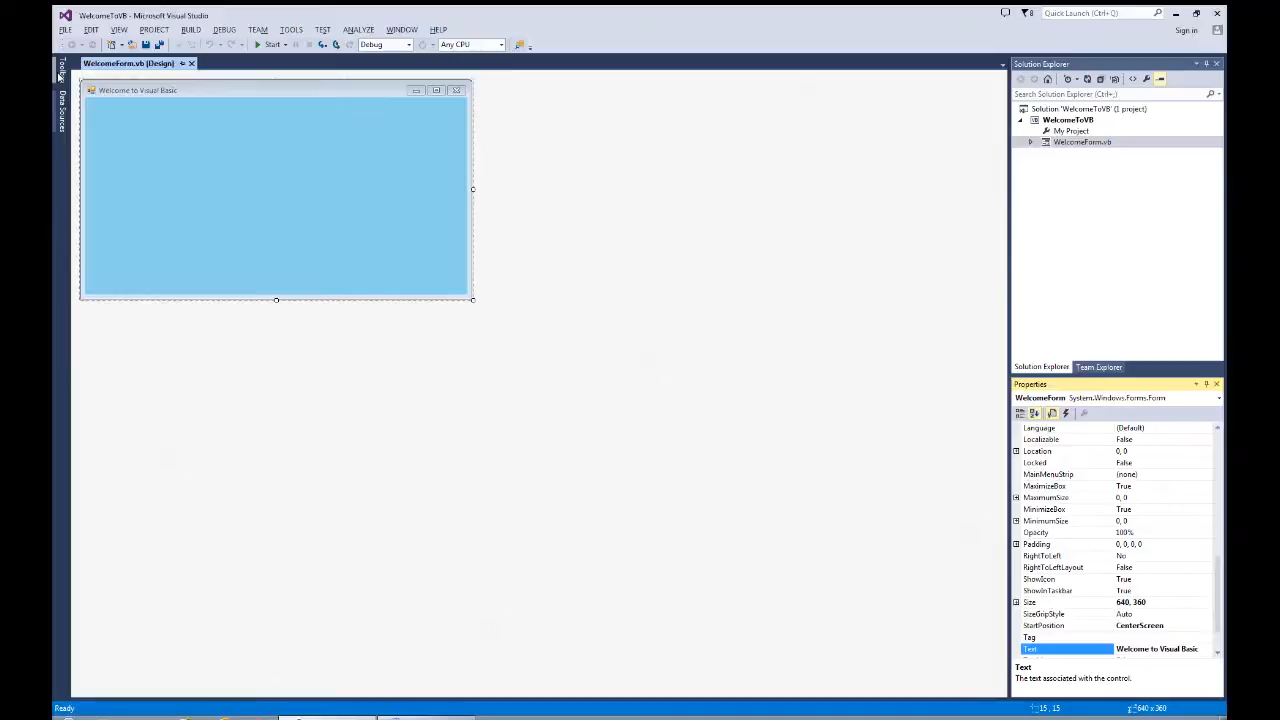 WelcomeToVB - Microsoft Visual Studio
8
Quick Launch (Ctrl+Q)
FILE EDIT VIEW PROJECT BUILD DEBUG TEAM TOOLS TEST ANALYZE WINDOW HELP
Sign in
Start Debug Any CPU
Toolbox
Data Sources
WelcomeForm.vb [Design]
Welcome to Visual Basic
Solution Explorer
Search Solution Explorer (Ctrl+;)
Solution 'WelcomeToVB' (1 project)
WelcomeToVB
My Project
WelcomeForm.vb
Solution Explorer Team Explorer
Properties
WelcomeForm System.Windows.Forms.Form
Language (Default)
Localizable False
Location 0, 0
Locked False
MainMenuStrip (none)
MaximizeBox True
MaximumSize 0, 0
MinimizeBox True
MinimumSize 0, 0
Opacity 100%
Padding 0, 0, 0, 0
RightToLeft No
RightToLeftLayout False
ShowIcon True
ShowInTaskbar True
Size 640, 360
SizeGripStyle Auto
StartPosition CenterScreen
Tag
Text Welcome to Visual Basic
Text
The text associated with the control.
Ready
15 , 15
640 x 360